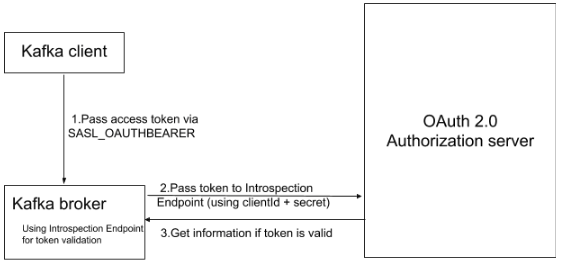 Kafka client
1.Pass access token via
SASL_OAUTHBEARER
OAuth 2.0
Authorization server
Kafka broker
Using Introspection Endpoint
for token validation
2.Pass token to Introspection
Endpoint (using clientId + secret)
3.Get information if token is valid